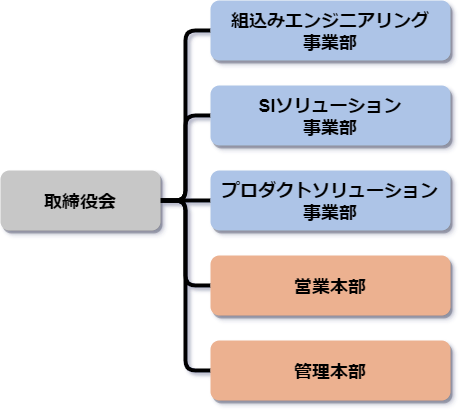 組込みエンジニアリング
事業部
SIソリューション
事業部
取締役会
プロダクトソリューション
事業部
営業本部
管理本部